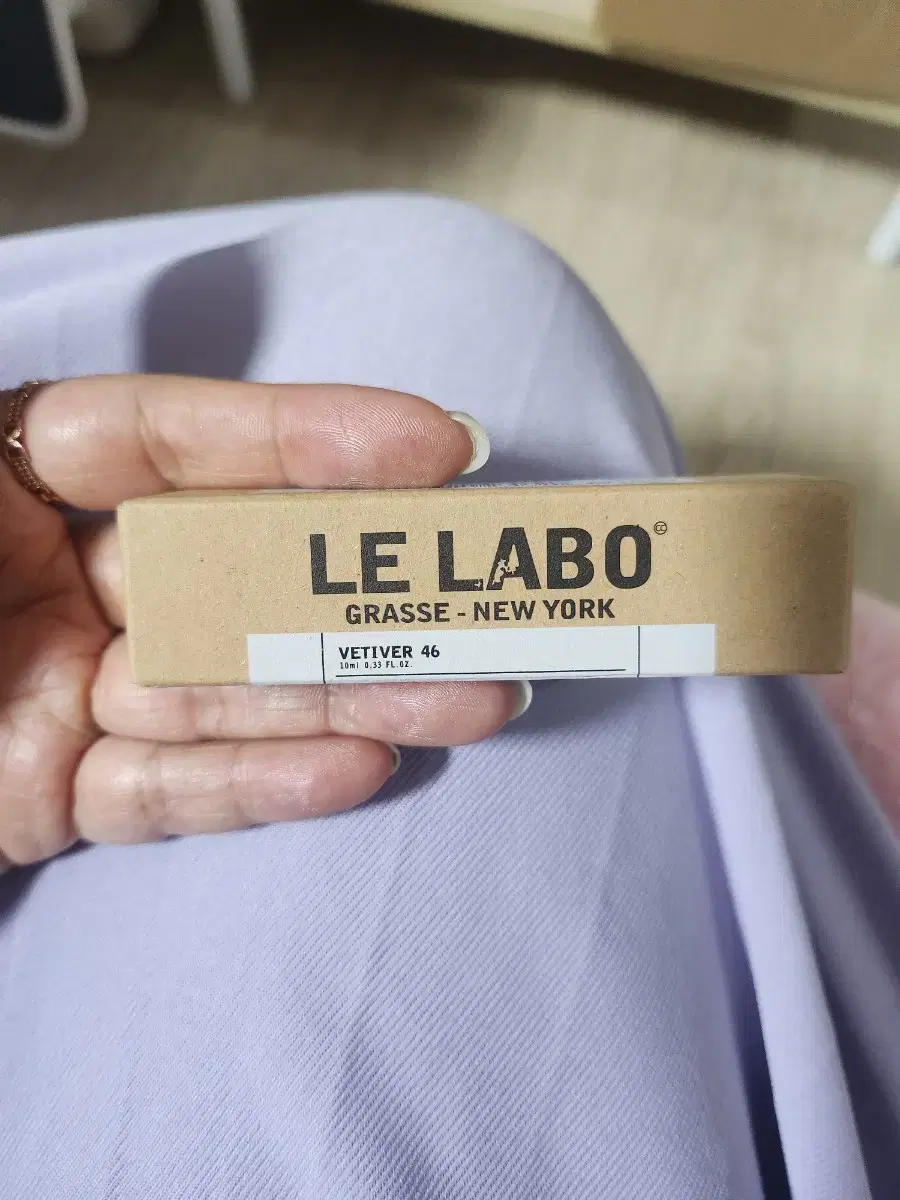 LE LABO
GRASSE - NEW YORK
VETIVER 46
10ml 0.33 FL.OZ.